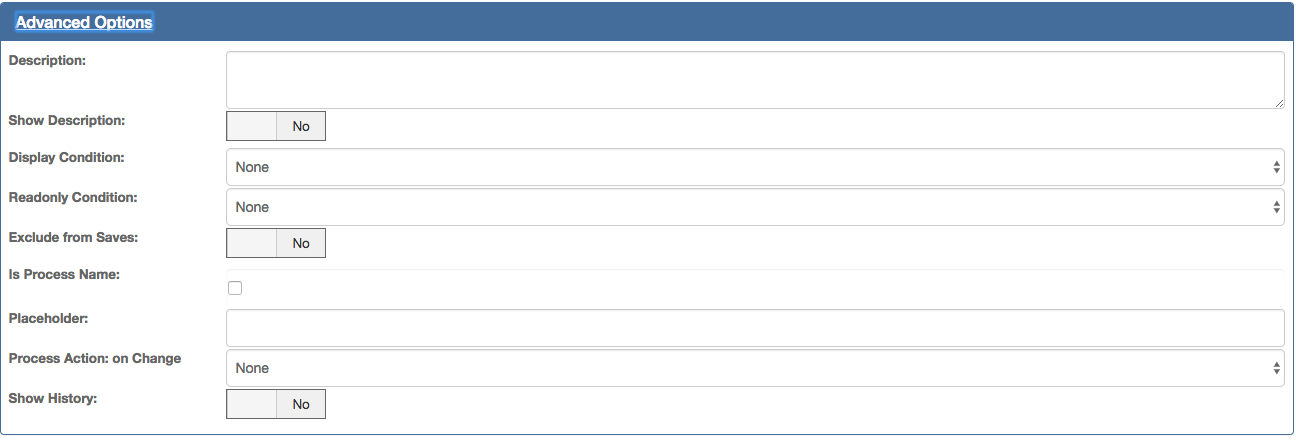 Advanced Options
Description:
Show Description:
No
Display Condition:
None
Readonly Condition:
None
Exclude from Saves:
No
Is Process Name:
Placeholder:
Process Action: on Change
None
Show History:
No